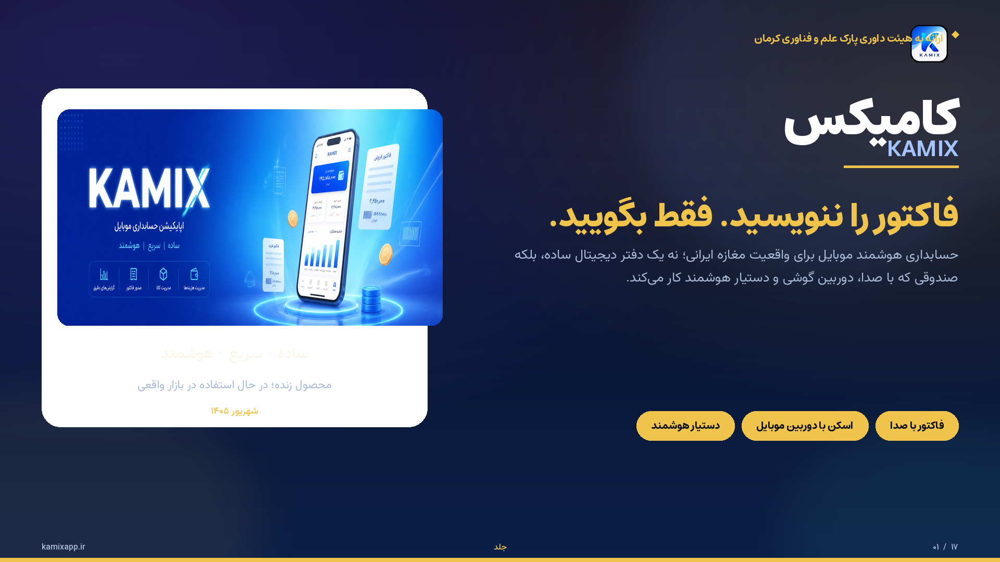 ارائه به هیئت داوری پارک علم و فناوری کرمان
KAMIX
کامیکس
KAMIX
فاکتور را ننویسید. فقط بگویید.
حسابداری هوشمند موبایل برای واقعیت مغازه ایرانی؛ نه یک دفتر دیجیتال ساده، بلکه
صندوقی که با صدا، دوربین گوشی و دستیار هوشمند کار می‌کند.
فاکتور با صدا
اسکن با دوربین موبایل
دستیار هوشمند
KAMIX
اپلیکیشن حسابداری موبایل
ساده | سریع | هوشمند
مدیریت هزینه‌ها
مدیریت کالا
صدور فاکتور
گزارش‌های دقیق
KAMIX
فاکتور فروش
فاکتور خرید
ساده · سریع · هوشمند
محصول زنده؛ در حال استفاده در بازار واقعی
شهریور ۱۴۰۵
۰۱ / ۱۷
جلد
kamixapp.ir